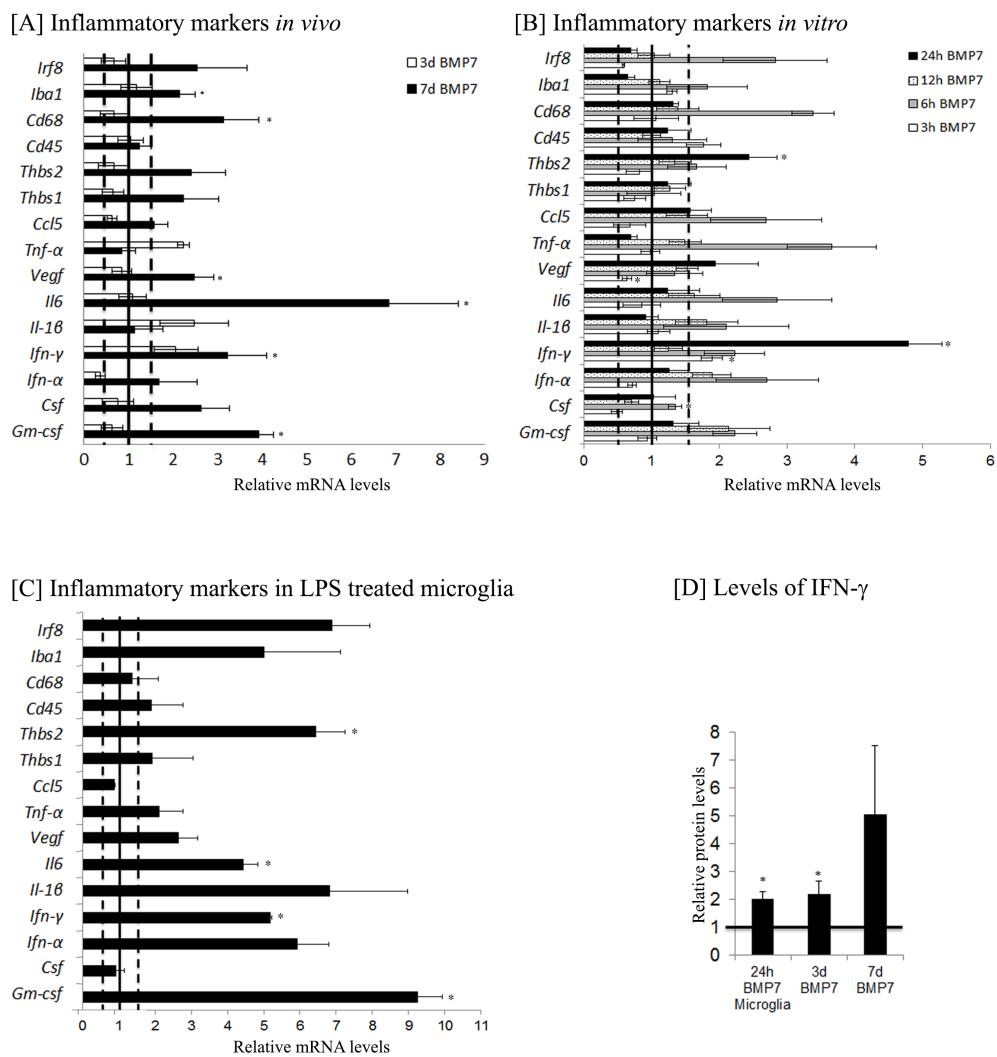 [A] Inflammatory markers in vivo
3d BMP7
7d BMP7
Irf8
Iba1
Cd68
Cd45
Thbs2
Thbs1
Ccl5
Tnf-α
Vegf
Il6
Il-1β
Ifn-γ
Ifn-α
Csf
Gm-csf
*
*
*
*
*
*
0 1 2 3 4 5 6 7 8 9
Relative mRNA levels
[B] Inflammatory markers in vitro
24h BMP7
12h BMP7
6h BMP7
3h BMP7
Irf8
Iba1
Cd68
Cd45
Thbs2
Thbs1
Ccl5
Tnf-α
Vegf
Il6
Il-1β
Ifn-γ
Ifn-α
Csf
Gm-csf
*
*
*
*
*
0 1 2 3 4 5 6
Relative mRNA levels
[C] Inflammatory markers in LPS treated microglia
Irf8
Iba1
Cd68
Cd45
Thbs2
Thbs1
Ccl5
Tnf-α
Vegf
Il6
Il-1β
Ifn-γ
Ifn-α
Csf
Gm-csf
*
*
*
*
0 1 2 3 4 5 6 7 8 9 10 11
Relative mRNA levels
[D] Levels of IFN-γ
Relative protein levels
8
7
6
5
4
3
2
1
0
*
*
24h BMP7 Microglia
3d BMP7
7d BMP7